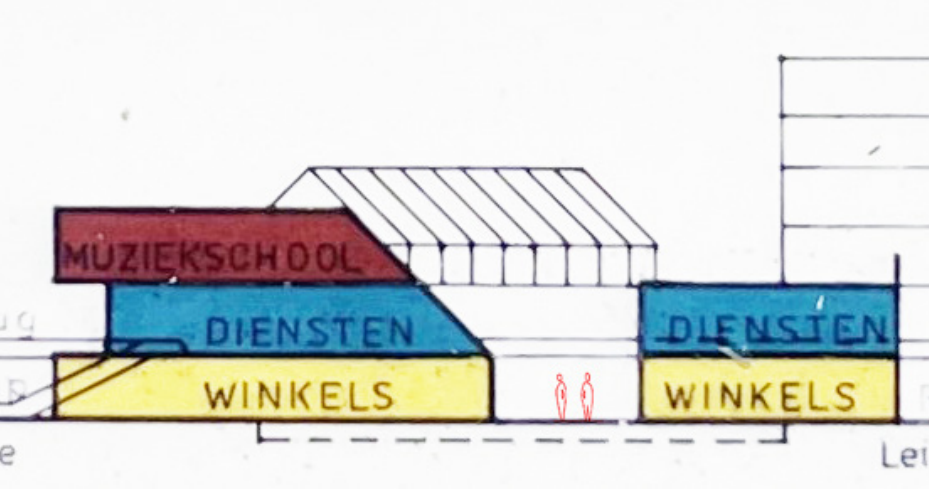 MUZIEKSCHOOL
DIENSTEN
DIENSTEN
WINKELS
WINKELS
e
Lei